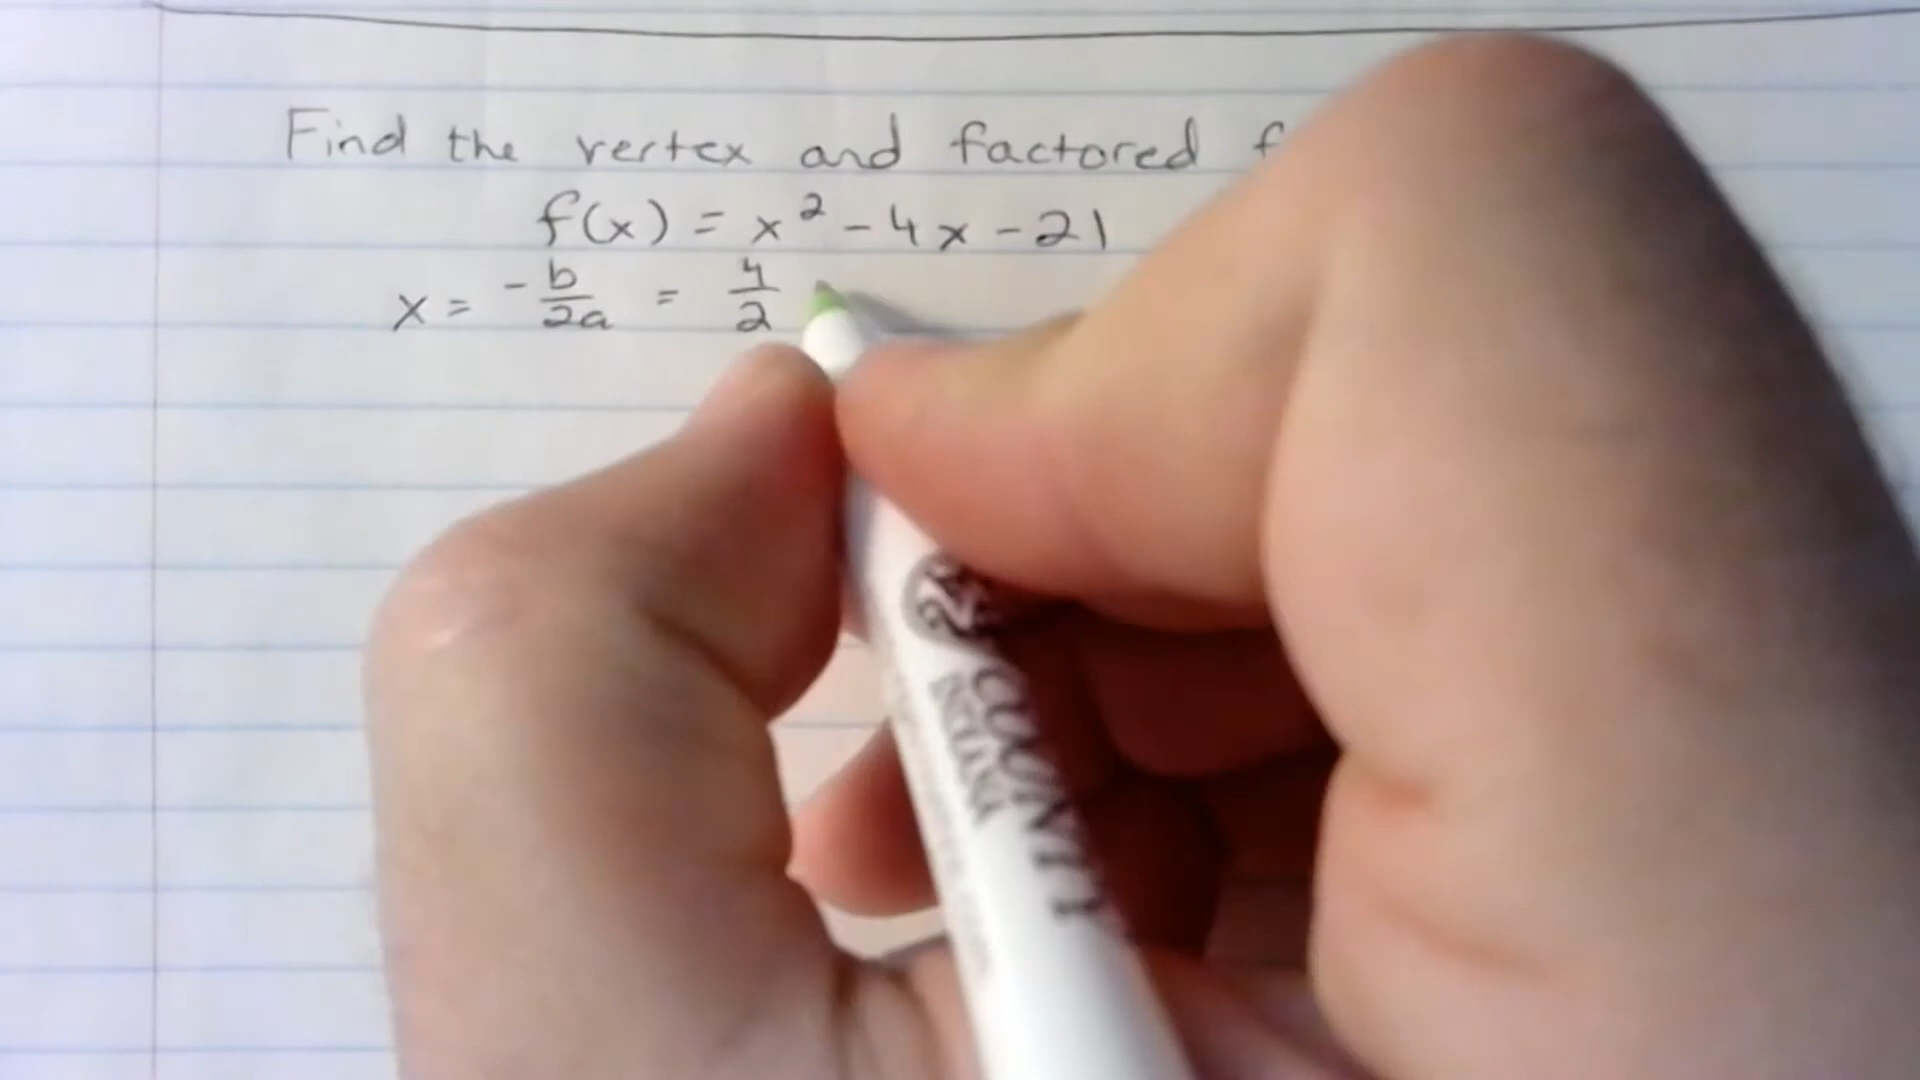 Find the vertex and factored f
f(x) = x² - 4x - 21
x = -b/2a = 4/2